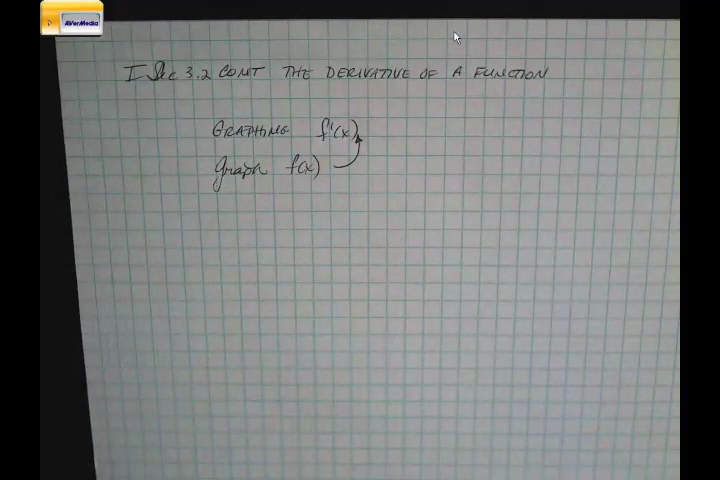 AVerMedia
I Sec 3.2 CONT THE DERIVATIVE OF A FUNCTION
GRAPHING f'(x)
Graph f(x)